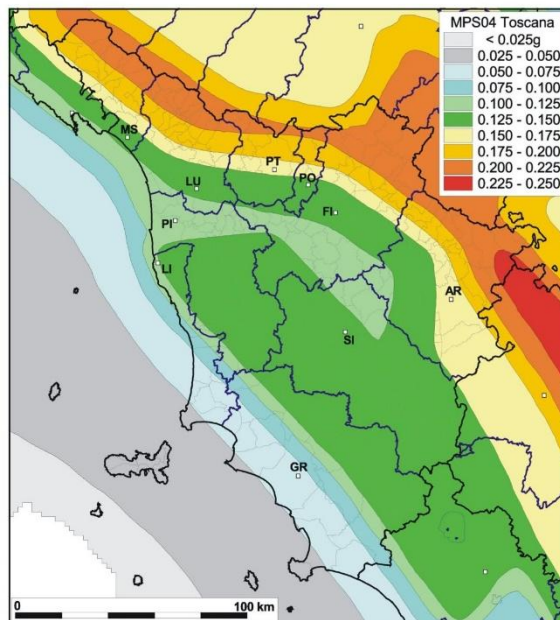 MPS04 Toscana
< 0.025g
0.025 - 0.050
0.050 - 0.075
0.075 - 0.100
0.100 - 0.125
0.125 - 0.150
0.150 - 0.175
0.175 - 0.200
0.200 - 0.225
0.225 - 0.250
MS
PT
LU
PO
PI
FI
LI
AR
SI
GR
0
100 km